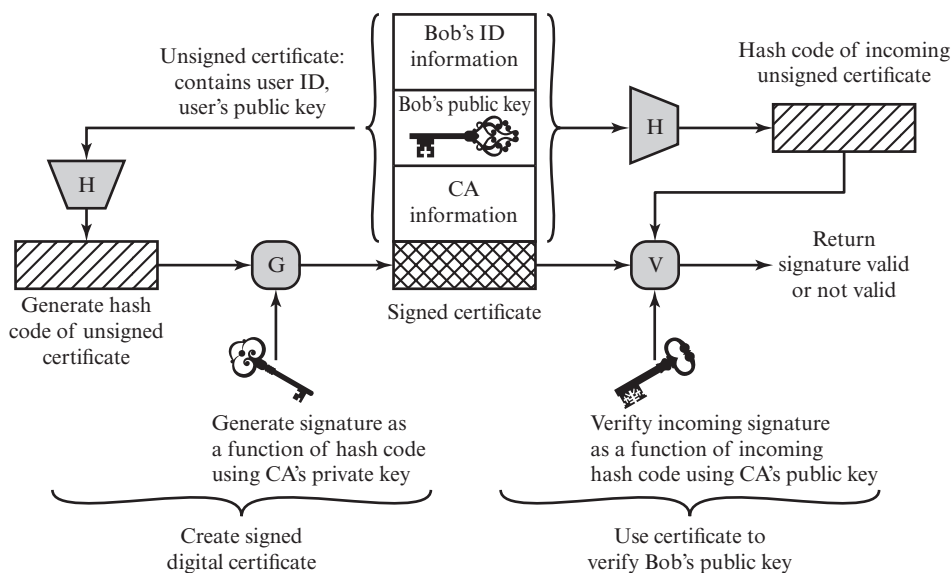 Unsigned certificate:
contains user ID,
user's public key
Bob's ID
information
Bob's public key
CA
information
Hash code of incoming
unsigned certificate
H
H
G
V
Generate hash
code of unsigned
certificate
Signed certificate
Return
signature valid
or not valid
Generate signature as
a function of hash code
using CA's private key
Verifty incoming signature
as a function of incoming
hash code using CA's public key
Create signed
digital certificate
Use certificate to
verify Bob's public key